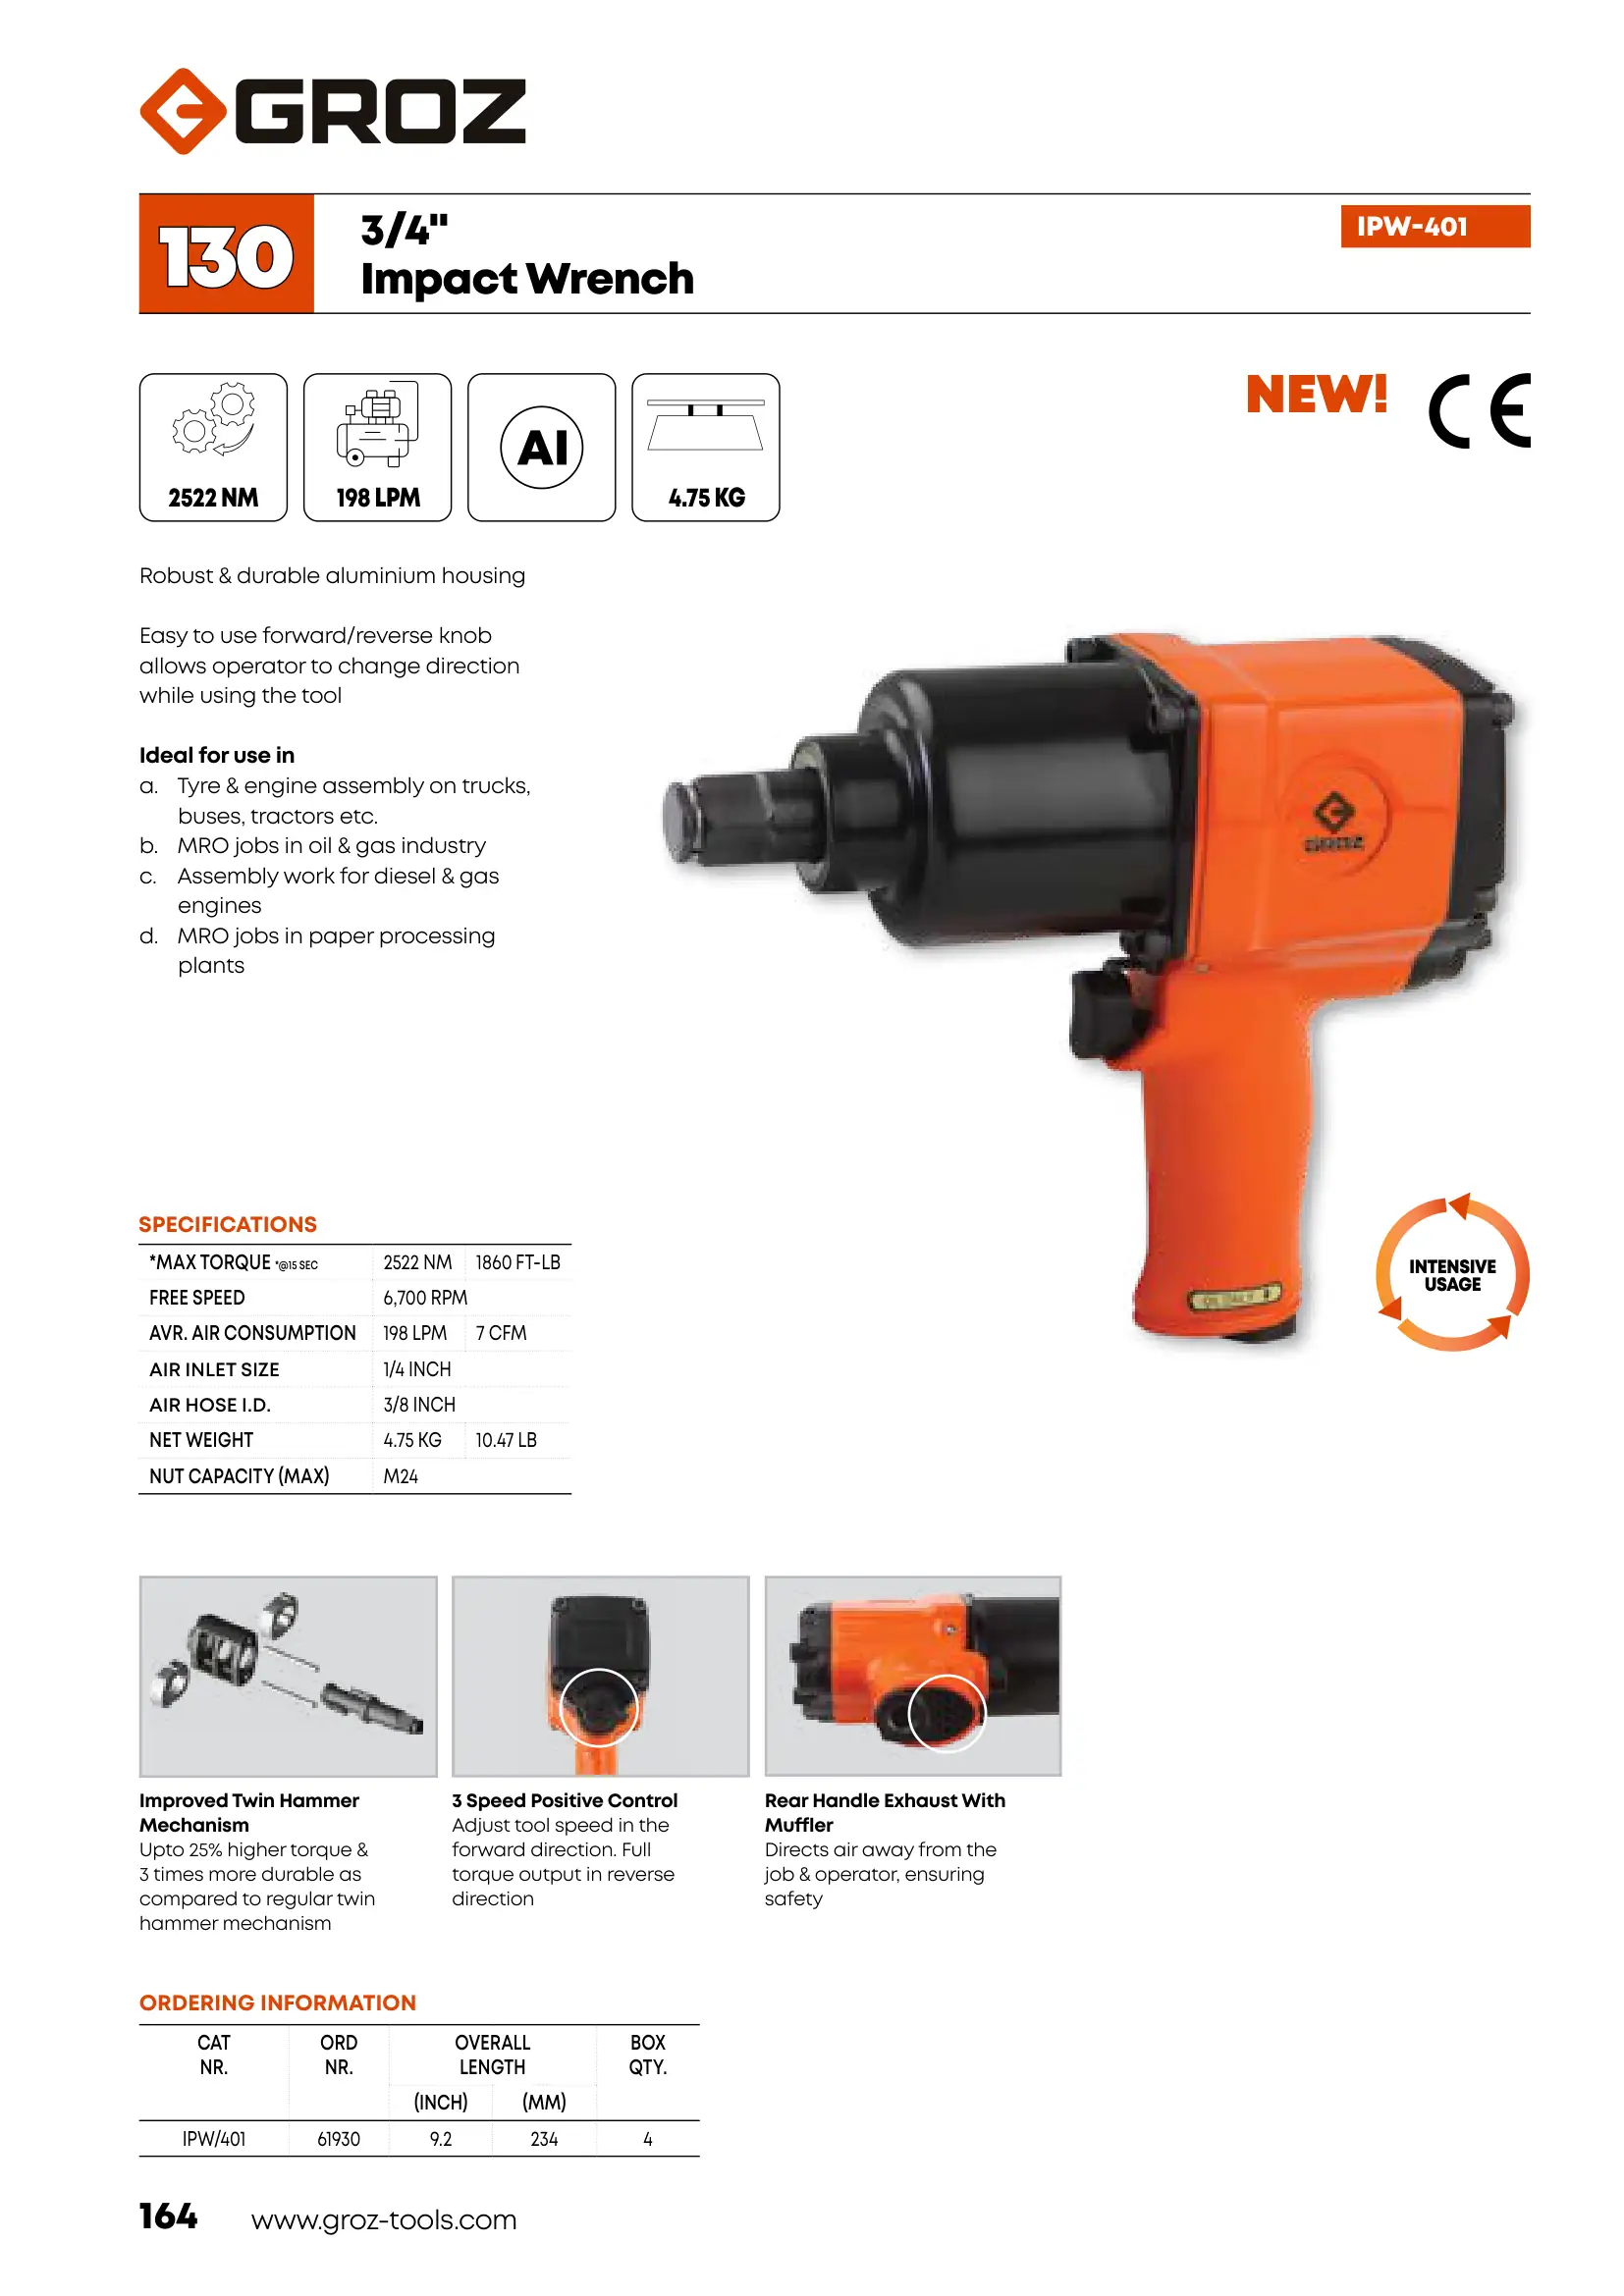 GROZ
130
3/4"
Impact Wrench
IPW-401
2522 NM
198 LPM
Al
4.75 KG
NEW!
CE
Robust & durable aluminium housing
Easy to use forward/reverse knob
allows operator to change direction
while using the tool
Ideal for use in
a. Tyre & engine assembly on trucks,
buses, tractors etc.
b. MRO jobs in oil & gas industry
c. Assembly work for diesel & gas
engines
d. MRO jobs in paper processing
plants
GROZ
INTENSIVE
USAGE
SPECIFICATIONS
*MAX TORQUE *@15 SEC 2522 NM 1860 FT-LB
FREE SPEED 6,700 RPM
AVR. AIR CONSUMPTION 198 LPM 7 CFM
AIR INLET SIZE 1/4 INCH
AIR HOSE I.D. 3/8 INCH
NET WEIGHT 4.75 KG 10.47 LB
NUT CAPACITY (MAX) M24
Improved Twin Hammer
Mechanism
Upto 25% higher torque &
3 times more durable as
compared to regular twin
hammer mechanism
3 Speed Positive Control
Adjust tool speed in the
forward direction. Full
torque output in reverse
direction
Rear Handle Exhaust With
Muffler
Directs air away from the
job & operator, ensuring
safety
ORDERING INFORMATION
CAT NR. ORD NR. OVERALL LENGTH BOX QTY.
(INCH) (MM)
IPW/401 61930 9.2 234 4
164 www.groz-tools.com